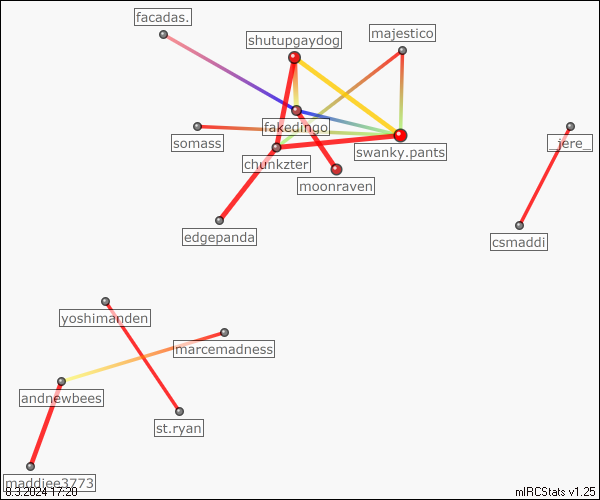 facadas.
shutupgaydog
majestico
fakedingo
somass
_jere_
swanky.pants
chunkzter
moonraven
edgepanda
csmaddi
yoshimanden
marcemadness
andnewbees
st.ryan
maddiee3773
8.3.2024 17:20
mIRCStats v1.25